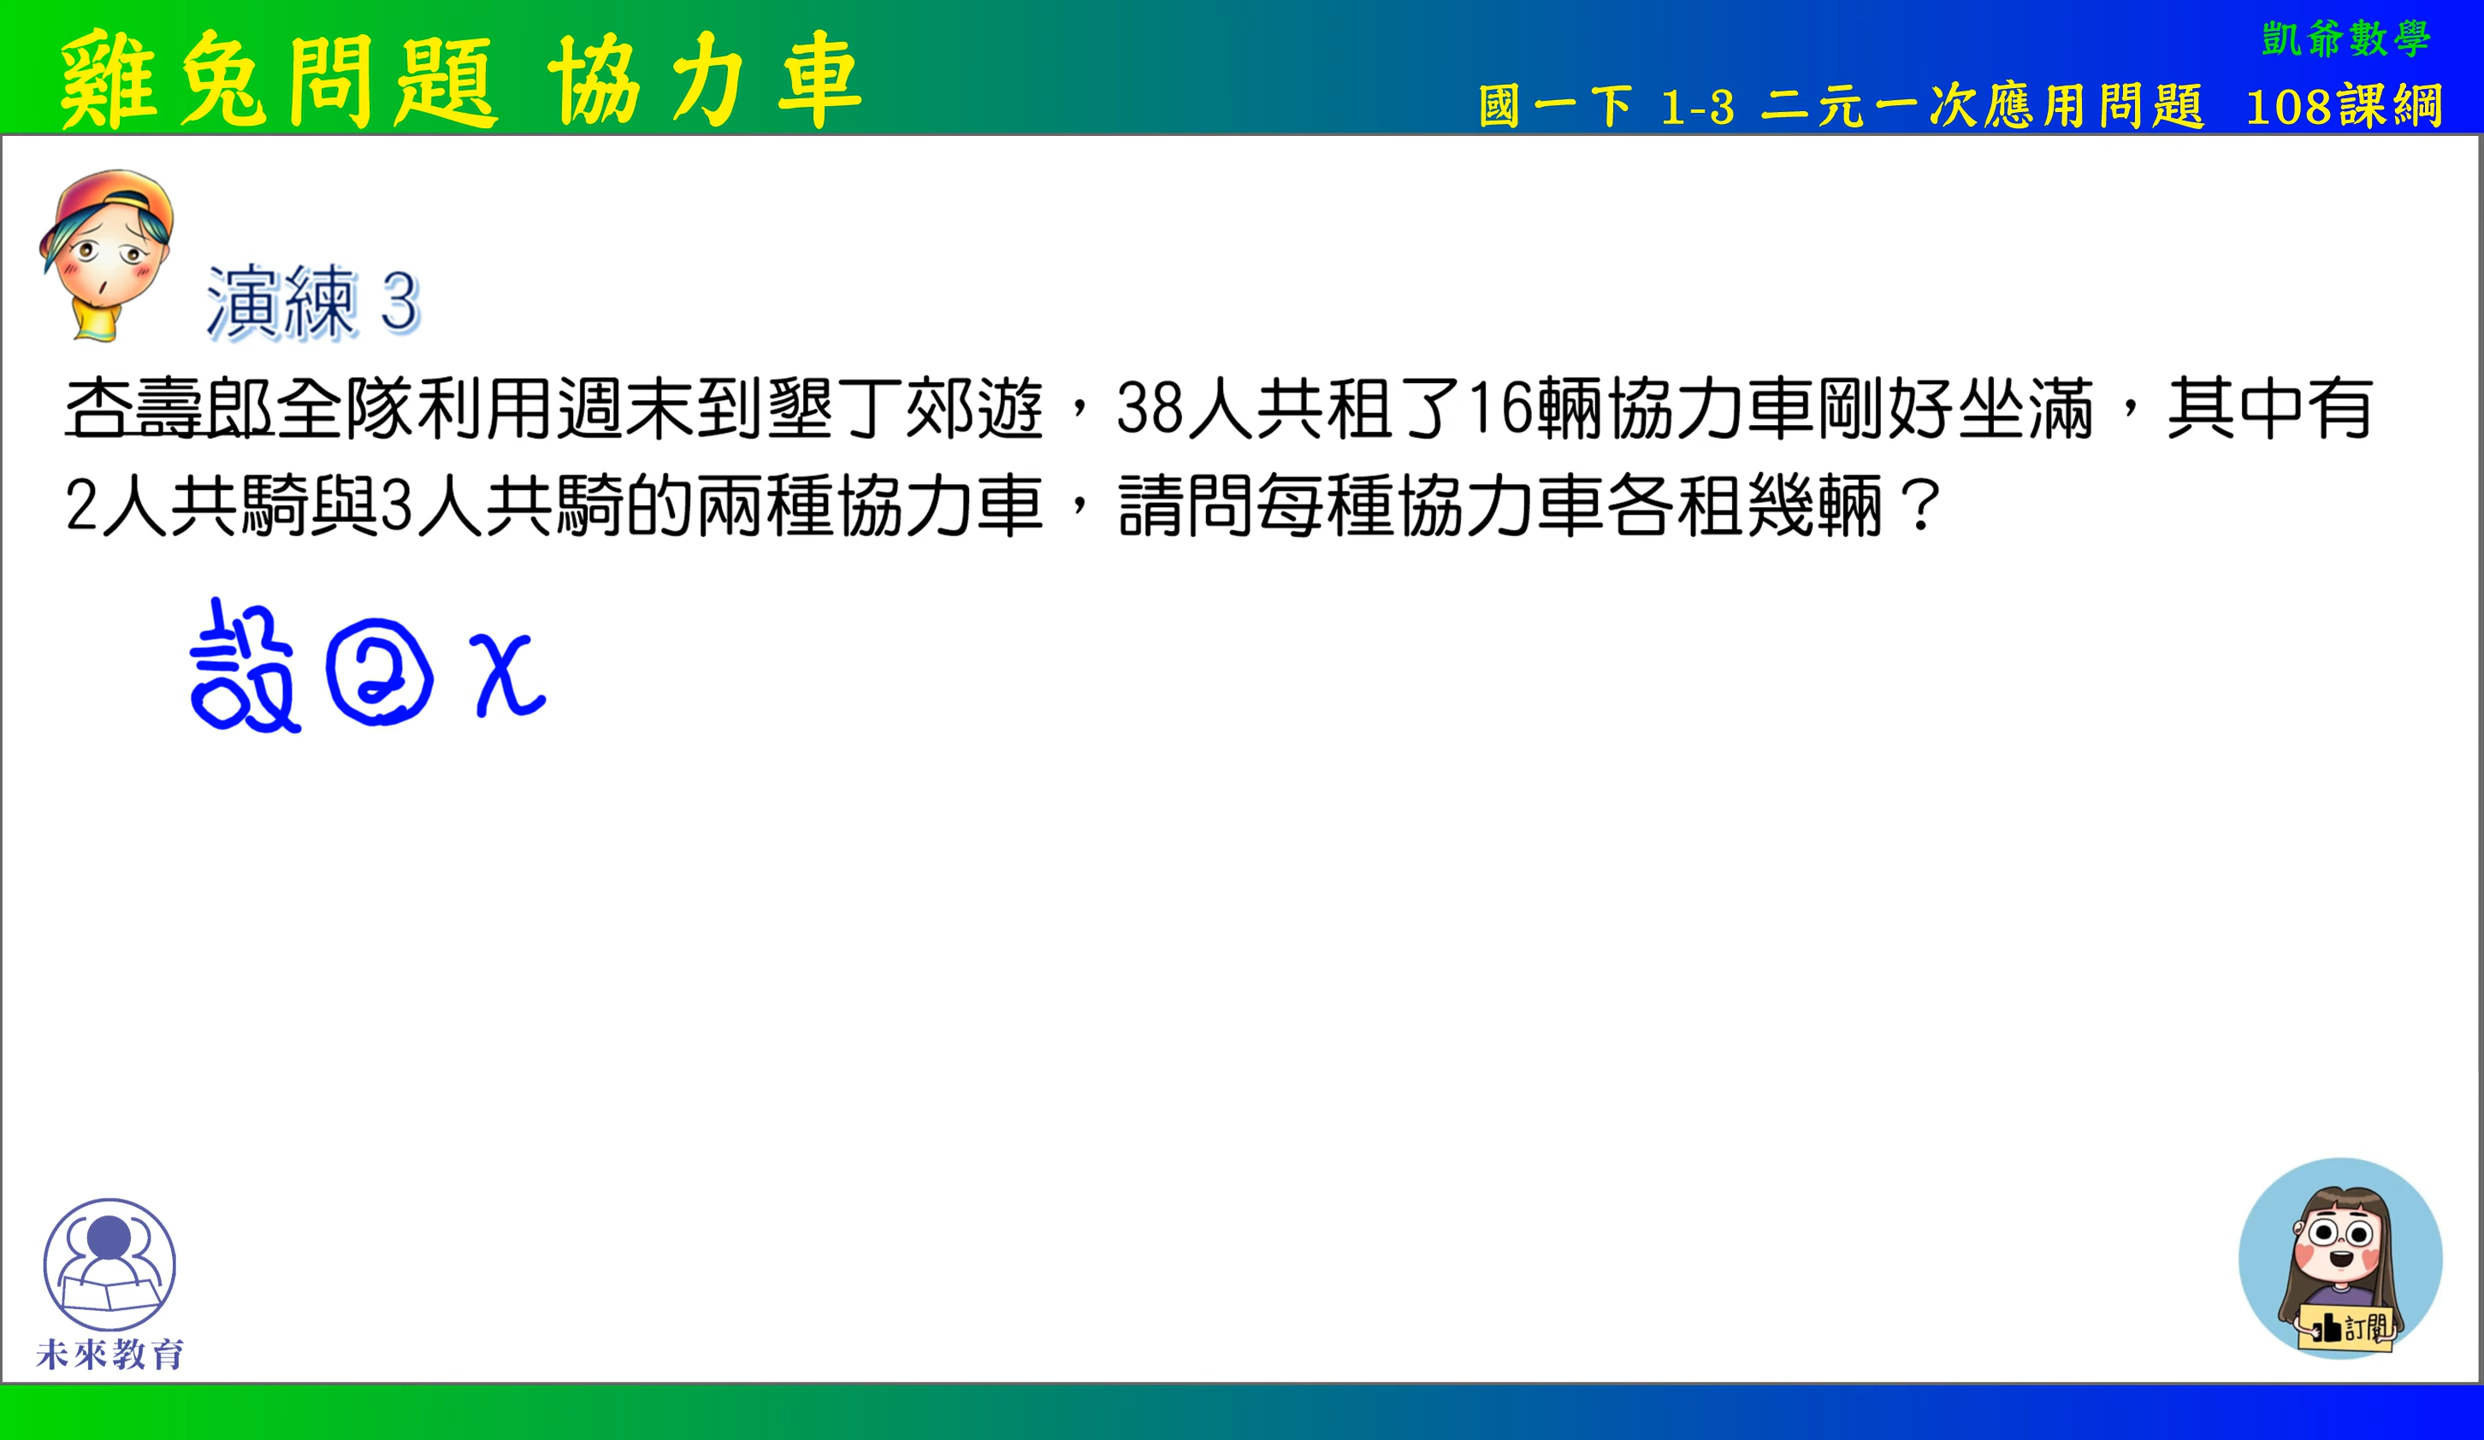 雞兔問題 協力車
凱爺數學
國一下 1-3 二元一次應用問題 108課綱
演練 3
杏壽郎全隊利用週末到墾丁郊遊，38人共租了16輛協力車剛好坐滿，其中有
2人共騎與3人共騎的兩種協力車，請問每種協力車各租幾輛？
設 ② x
訂閱
未來教育